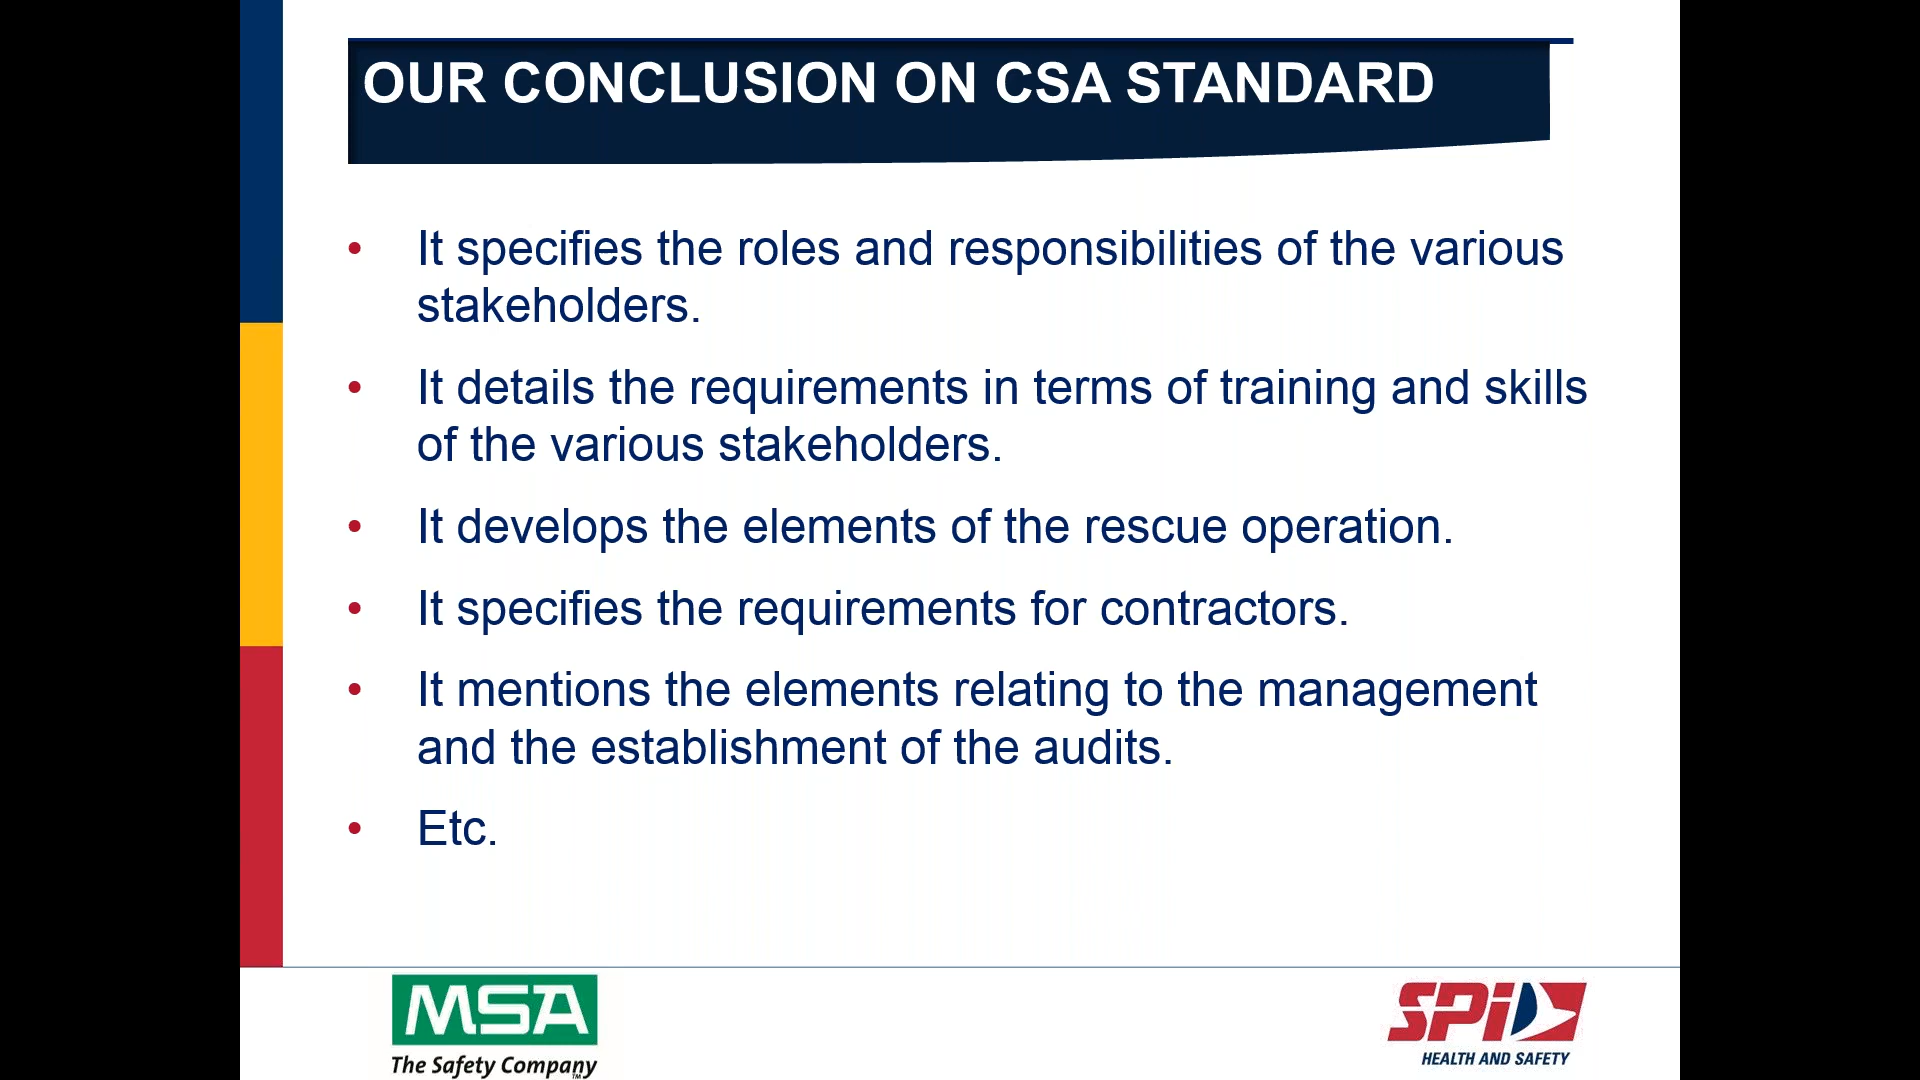 OUR CONCLUSION ON CSA STANDARD
• It specifies the roles and responsibilities of the various
stakeholders.
• It details the requirements in terms of training and skills
of the various stakeholders.
• It develops the elements of the rescue operation.
• It specifies the requirements for contractors.
• It mentions the elements relating to the management
and the establishment of the audits.
• Etc.
MSA
The Safety Company™
SPi
HEALTH AND SAFETY